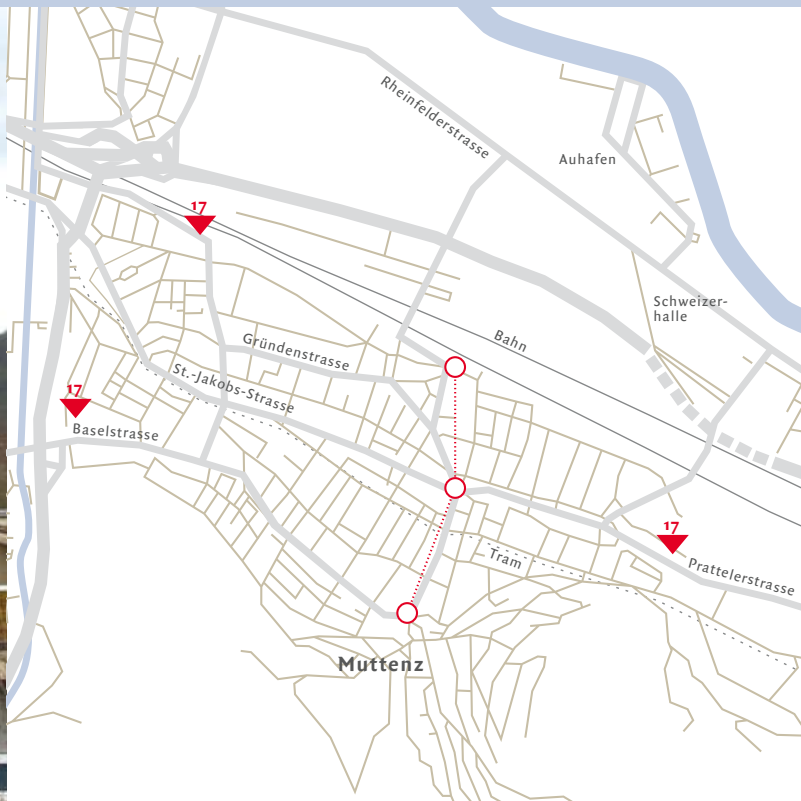 Rheinfelderstrasse
Auhafen
17
Schweizer-
halle
Bahn
Gründenstrasse
St.-Jakobs-Strasse
17
Baselstrasse
17
Tram
Prattelerstrasse
Muttenz